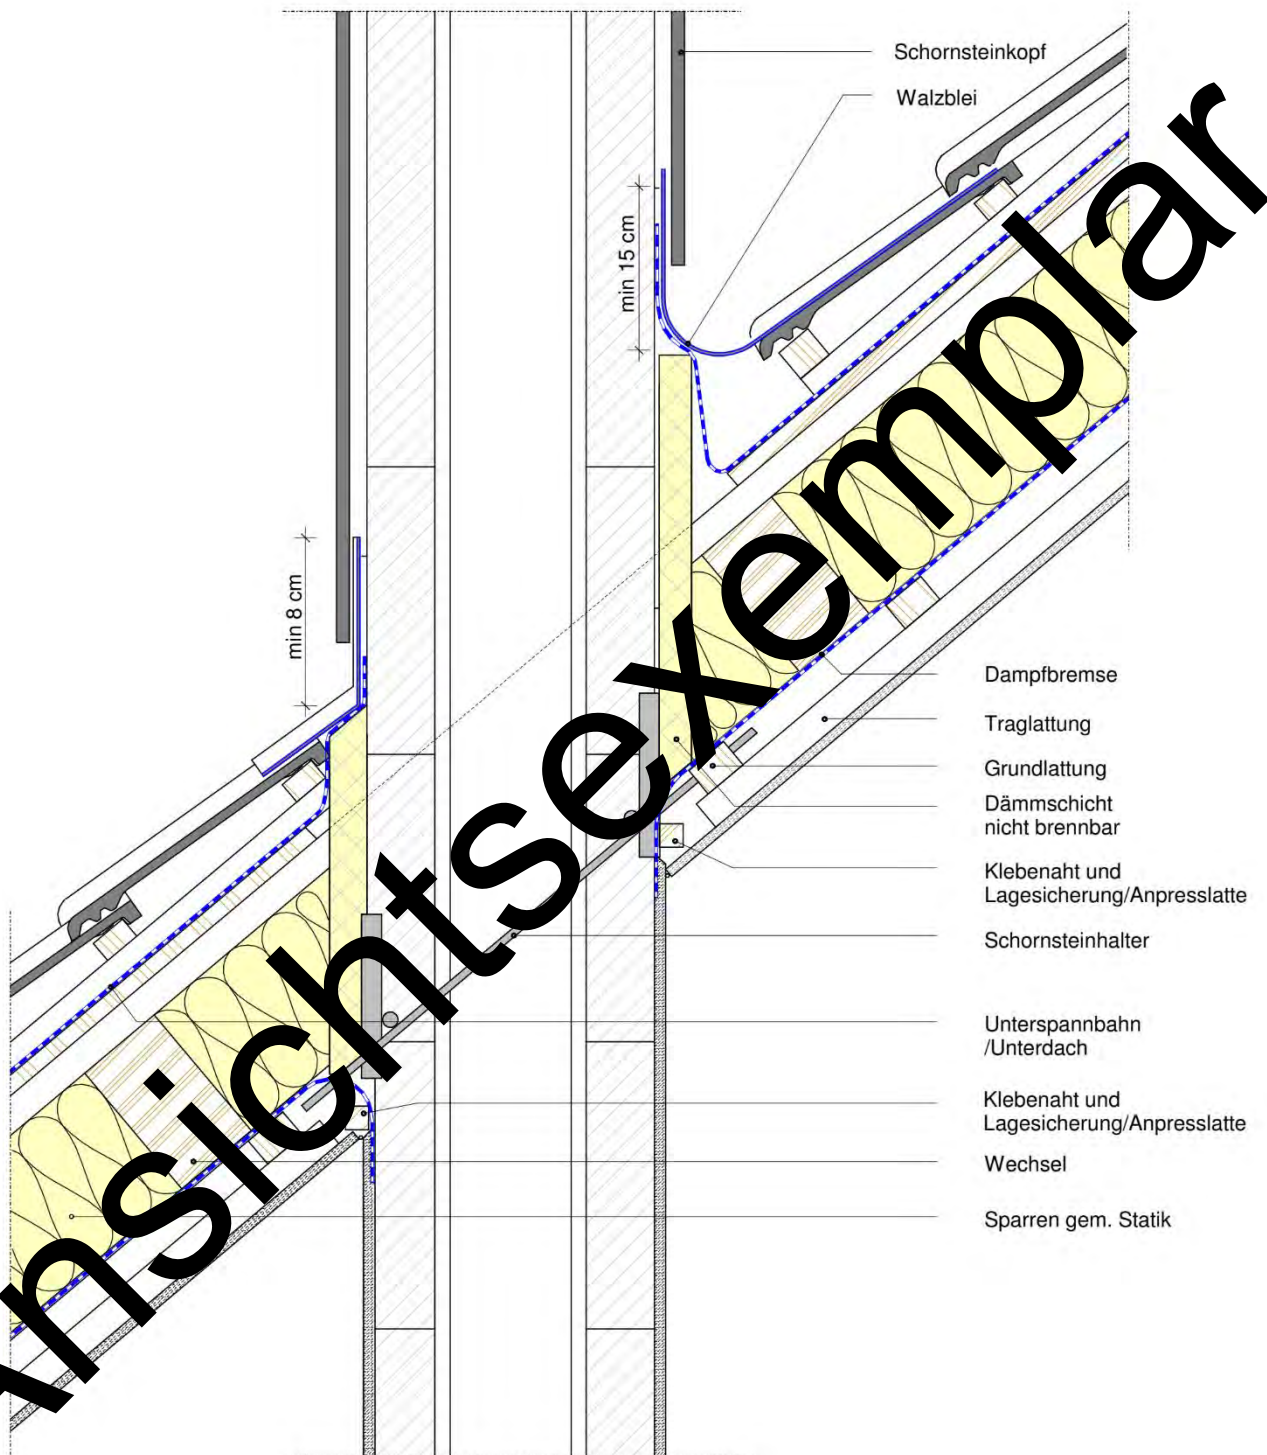 Schornsteinkopf
Walzblei
min 15 cm
min 8 cm
Dampfbremse
Traglattung
Grundlattung
Dämmschicht
nicht brennbar
Klebenaht und
Lagesicherung/Anpresslatte
Schornsteinhalter
Unterspannbahn
/Unterdach
Klebenaht und
Lagesicherung/Anpresslatte
Wechsel
Sparren gem. Statik
Ansichtsexemplar